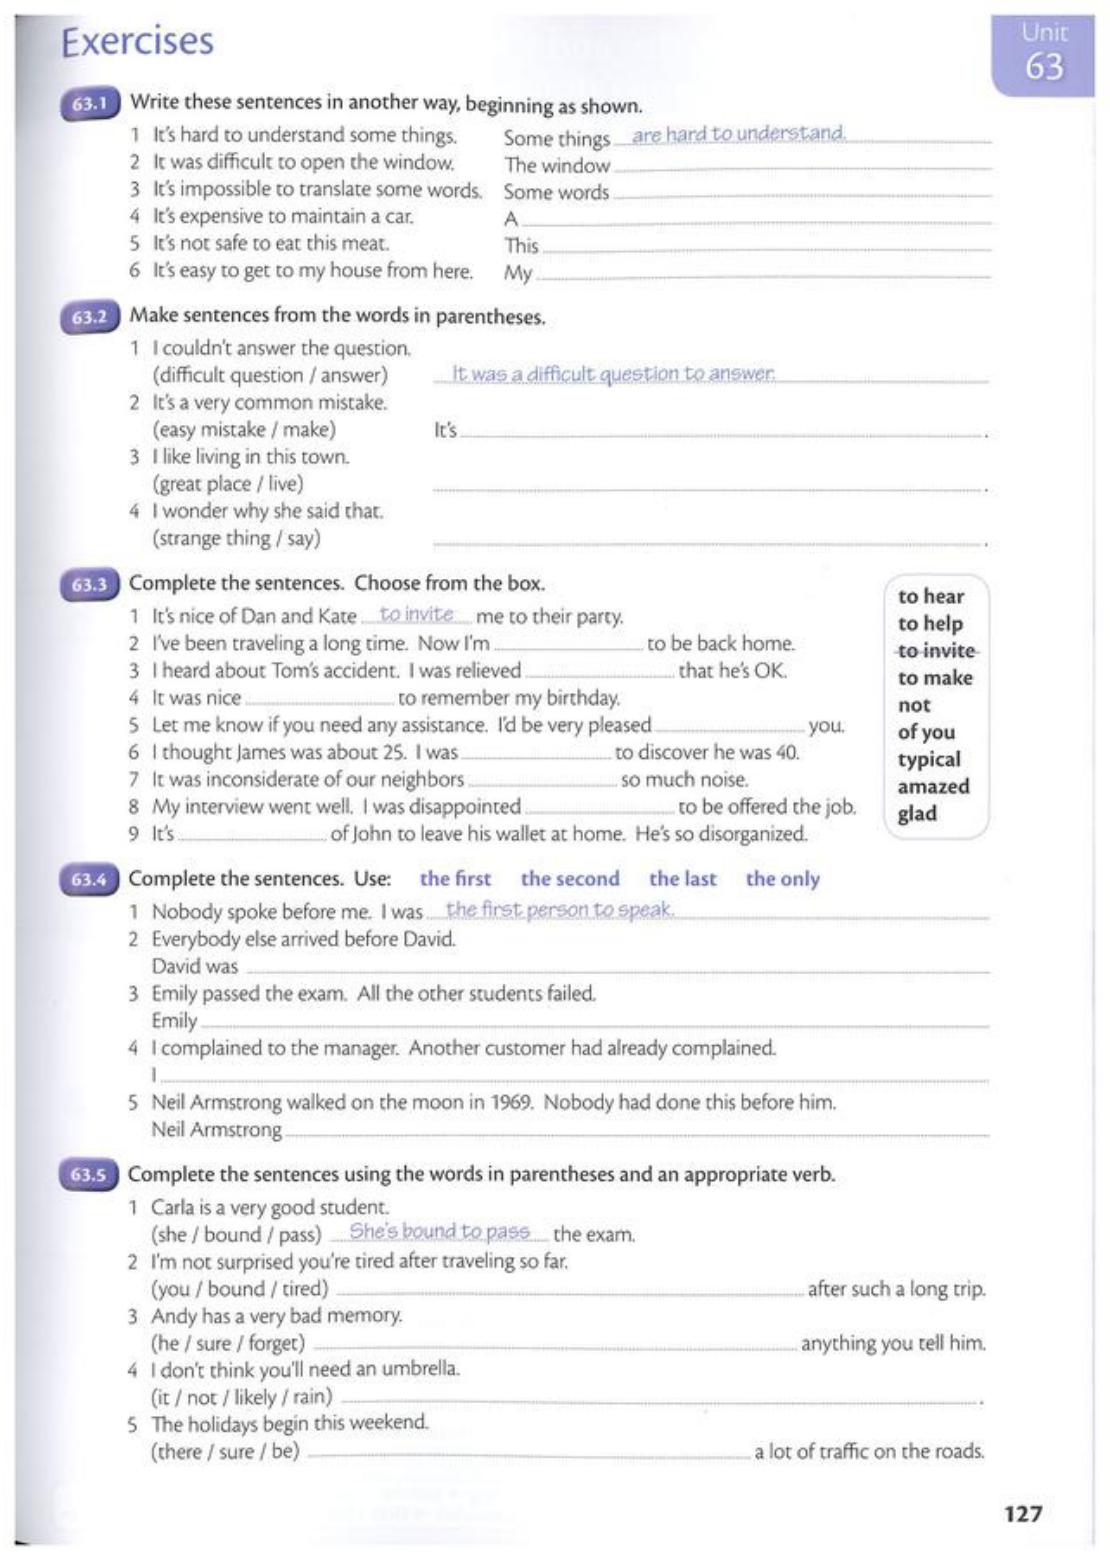 Exercises
Unit
63
63.1 Write these sentences in another way, beginning as shown.
1 It's hard to understand some things. Some things are hard to understand.
2 It was difficult to open the window. The window
3 It's impossible to translate some words. Some words
4 It's expensive to maintain a car. A
5 It's not safe to eat this meat. This
6 It's easy to get to my house from here. My
63.2 Make sentences from the words in parentheses.
1 I couldn't answer the question.
(difficult question / answer) It was a difficult question to answer.
2 It's a very common mistake.
(easy mistake / make) It's .
3 I like living in this town.
(great place / live) .
4 I wonder why she said that.
(strange thing / say) .
63.3 Complete the sentences. Choose from the box.
1 It's nice of Dan and Kate to invite me to their party.
2 I've been traveling a long time. Now I'm to be back home.
3 I heard about Tom's accident. I was relieved that he's OK.
4 It was nice to remember my birthday.
5 Let me know if you need any assistance. I'd be very pleased you.
6 I thought James was about 25. I was to discover he was 40.
7 It was inconsiderate of our neighbors so much noise.
8 My interview went well. I was disappointed to be offered the job.
9 It's of John to leave his wallet at home. He's so disorganized.
to hear
to help
to invite
to make
not
of you
typical
amazed
glad
63.4 Complete the sentences. Use: the first the second the last the only
1 Nobody spoke before me. I was the first person to speak.
2 Everybody else arrived before David.
David was
3 Emily passed the exam. All the other students failed.
Emily
4 I complained to the manager. Another customer had already complained.
I
5 Neil Armstrong walked on the moon in 1969. Nobody had done this before him.
Neil Armstrong
63.5 Complete the sentences using the words in parentheses and an appropriate verb.
1 Carla is a very good student.
(she / bound / pass) She's bound to pass the exam.
2 I'm not surprised you're tired after traveling so far.
(you / bound / tired) after such a long trip.
3 Andy has a very bad memory.
(he / sure / forget) anything you tell him.
4 I don't think you'll need an umbrella.
(it / not / likely / rain) .
5 The holidays begin this weekend.
(there / sure / be) a lot of traffic on the roads.
127